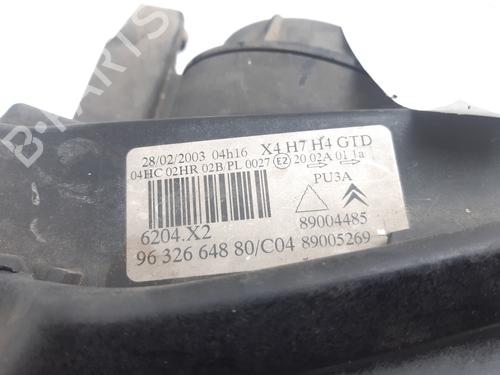 28/02/2003 04h16 X4 H7 H4 GTD
04HC 02HR 02B/PL 0027 E2 20 02A 01 1a
PU3A
6204.X2 89004485
96 326 648 80/C04 89005269
B-PARTS